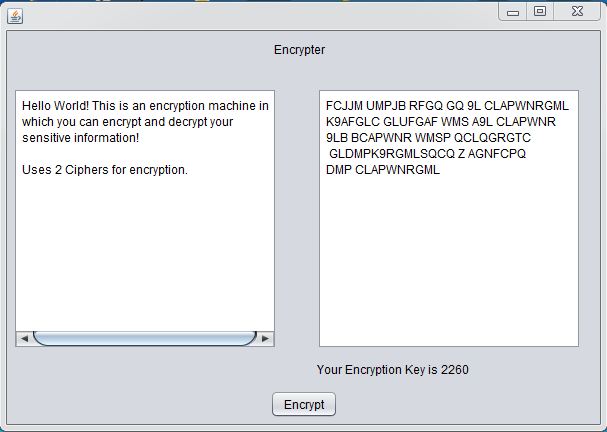 Encrypter
Hello World! This is an encryption machine in
which you can encrypt and decrypt your
sensitive information!
Uses 2 Ciphers for encryption.
FCJJM UMPJB RFGQ GQ 9L CLAPWNRGML
K9AFGLC GLUFGAF WMS A9L CLAPWNR
9LB BCAPWNR WMSP QCLQGRGTC
GLDMPK9RGMLSQCQ Z AGNFCPQ
DMP CLAPWNRGML
Your Encryption Key is 2260
Encrypt